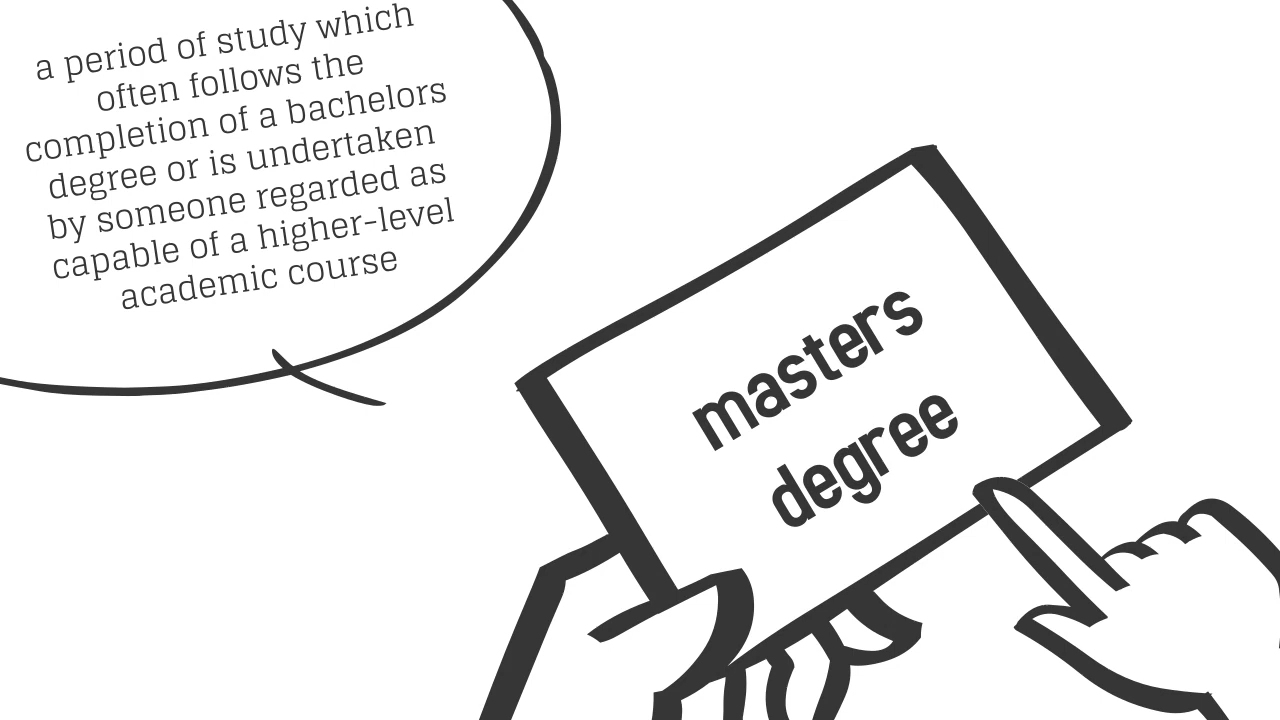 a period of study which
often follows the
completion of a bachelors
degree or is undertaken
by someone regarded as
capable of a higher-level
academic course
masters
degree